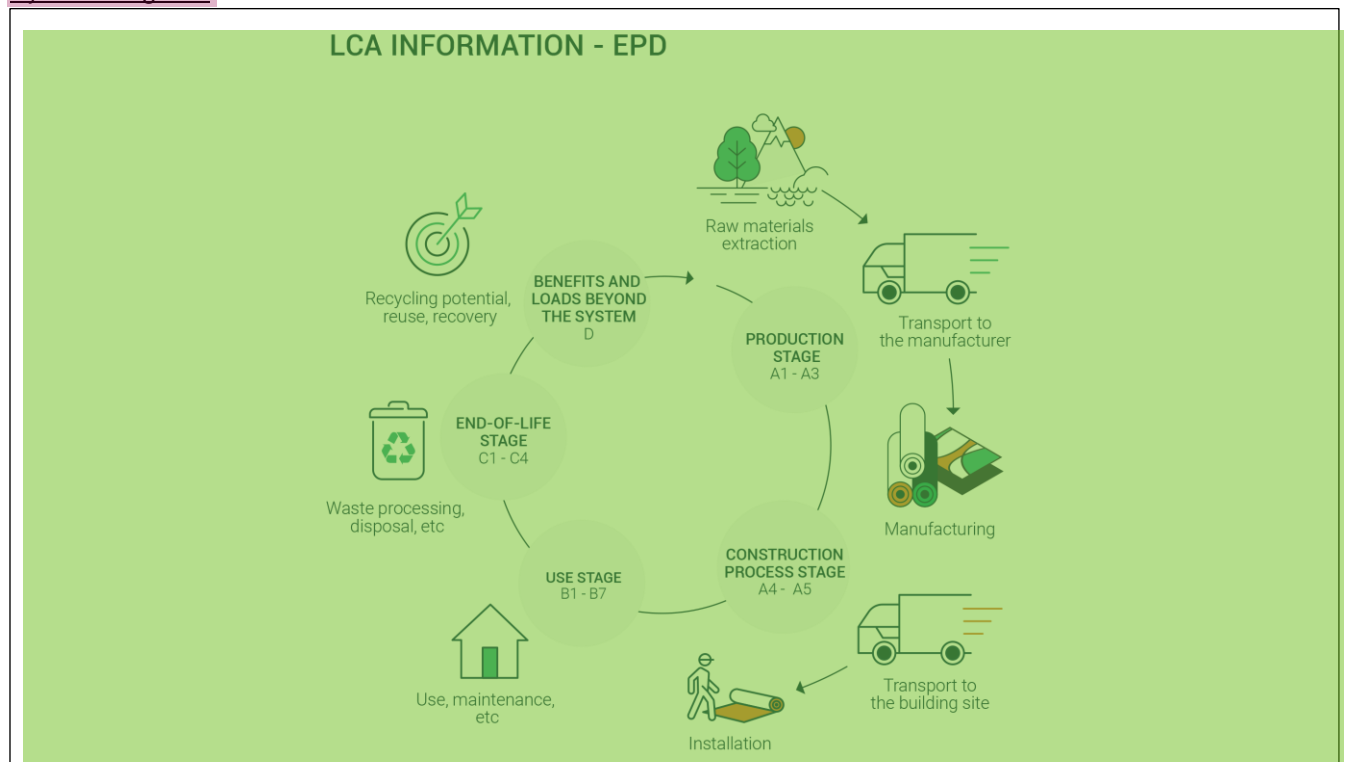 LCA INFORMATION - EPD
Raw materials
extraction
Transport to
the manufacturer
Manufacturing
Transport to
the building site
Installation
Use, maintenance,
etc
Waste processing,
disposal, etc
Recycling potential,
reuse, recovery
BENEFITS AND
LOADS BEYOND
THE SYSTEM
D
PRODUCTION
STAGE
A1 - A3
CONSTRUCTION
PROCESS STAGE
A4 - A5
USE STAGE
B1 - B7
END-OF-LIFE
STAGE
C1 - C4